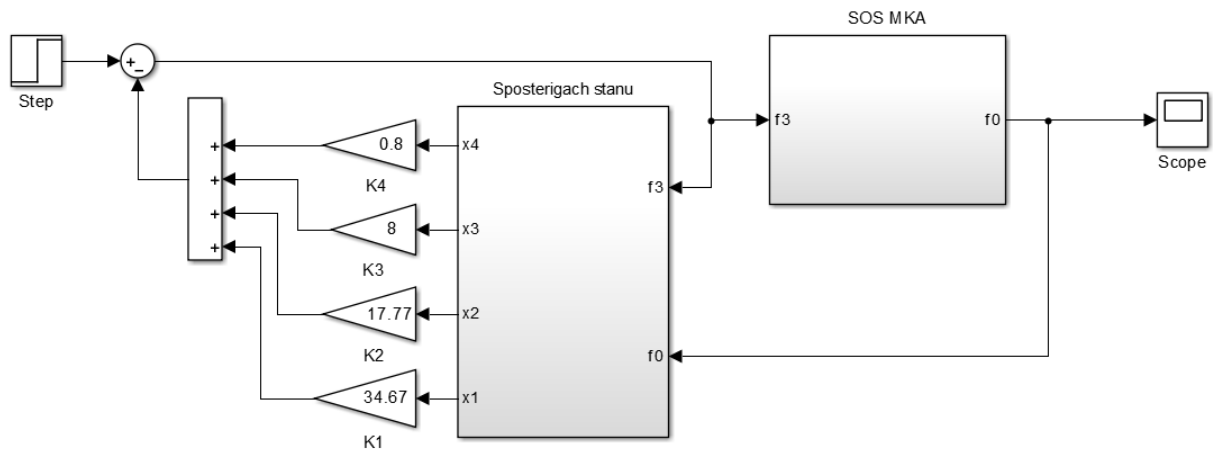 SOS MKA
Step
Sposterigach stanu
f3
f0
Scope
0.8
x4
K4
f3
8
x3
K3
17.77
x2
K2
f0
34.67
x1
K1